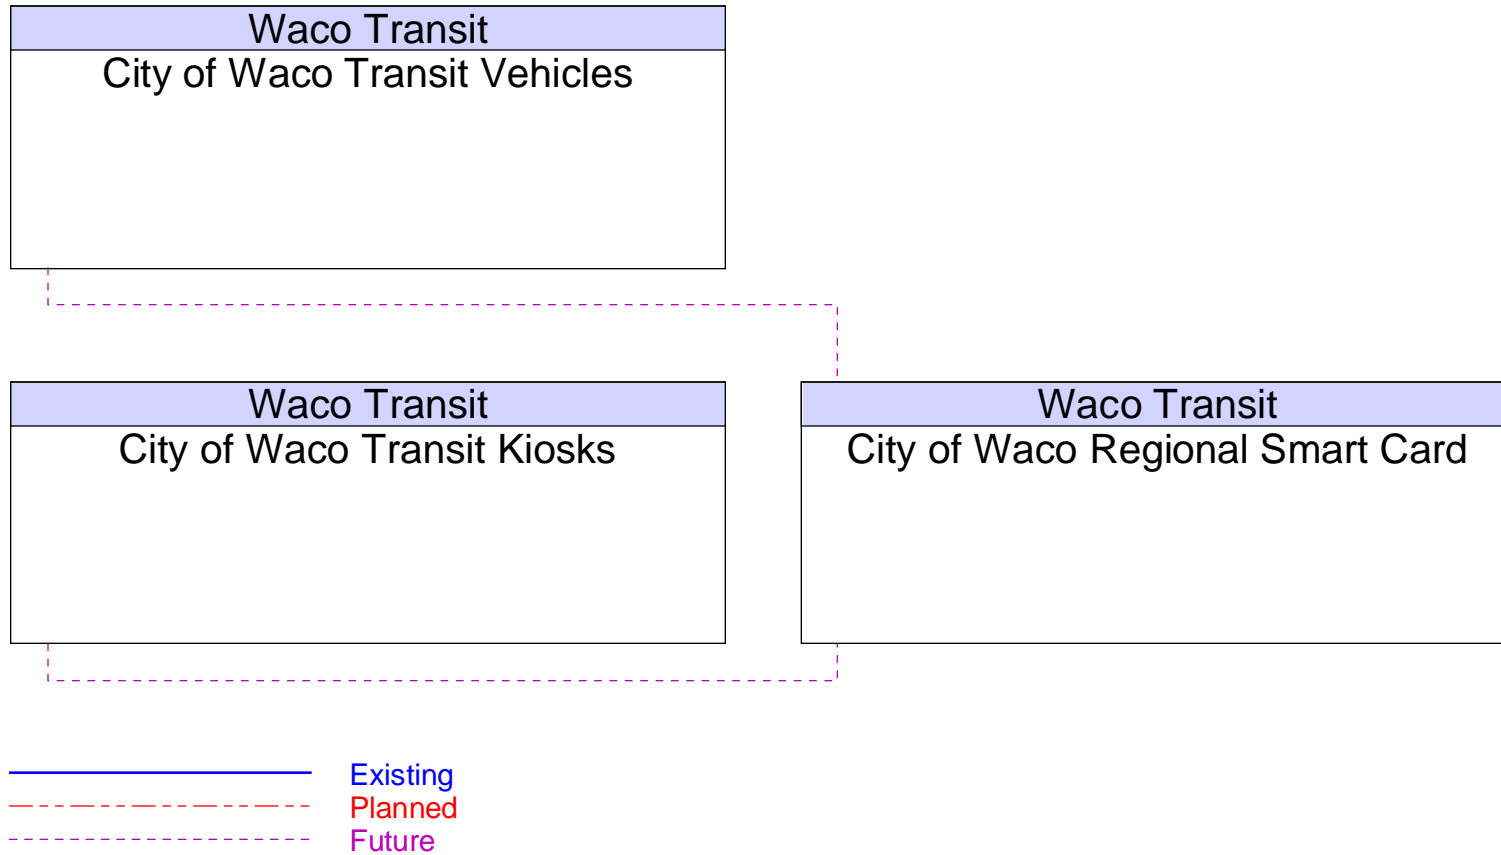 Waco Transit
City of Waco Transit Vehicles
Waco Transit
City of Waco Transit Kiosks
Waco Transit
City of Waco Regional Smart Card
Existing
Planned
Future